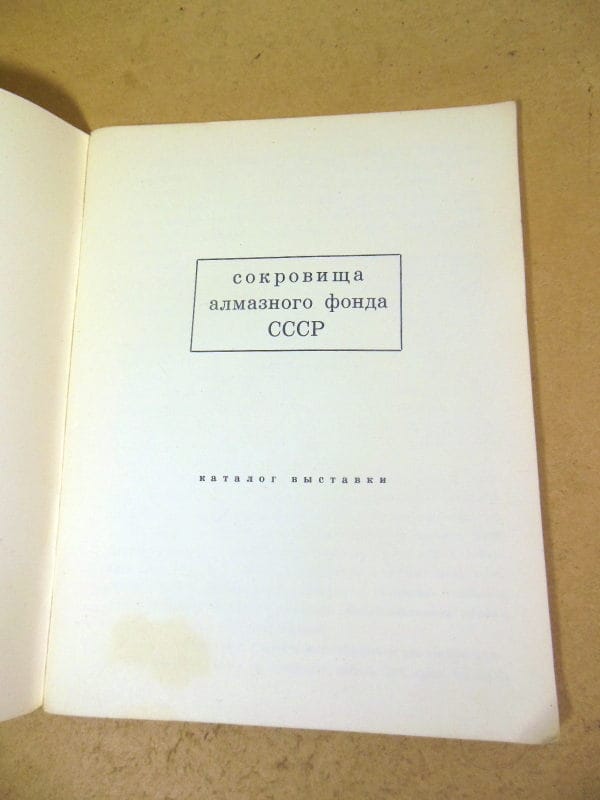 сокровища
алмазного фонда
СССР
каталог выставки